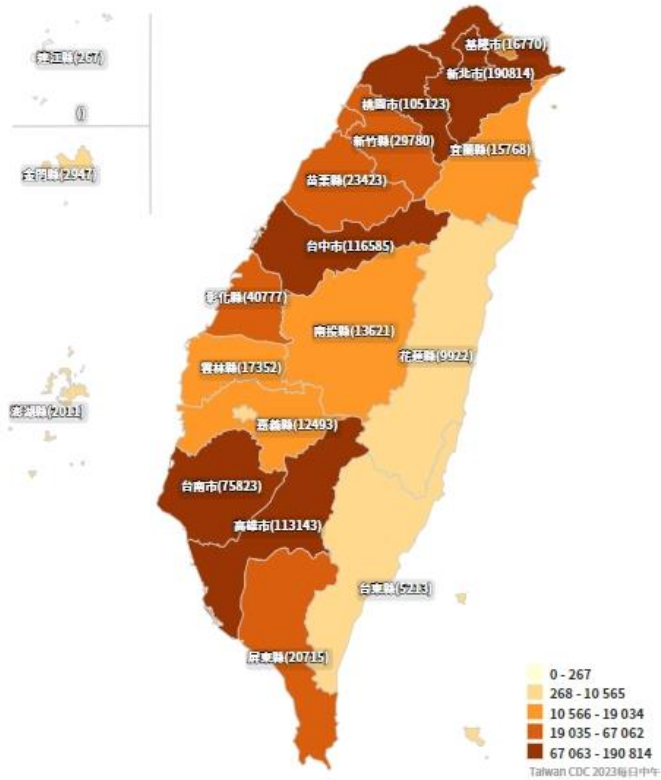 連江縣(267)
基隆市(16770)
新北市(190814)
桃園市(105123)
()
新竹縣(29780)
宜蘭縣(15768)
金門縣(2947)
苗栗縣(23423)
台中市(116585)
彰化縣(40777)
南投縣(13621)
花蓮縣(9922)
雲林縣(17352)
澎湖縣(2011)
嘉義縣(12493)
台南市(75823)
高雄市(113143)
台東縣(5213)
屏東縣(20715)
0 - 267
268 - 10 565
10 566 - 19 034
19 035 - 67 062
67 063 - 190 814
Taiwan CDC 2023每日中午